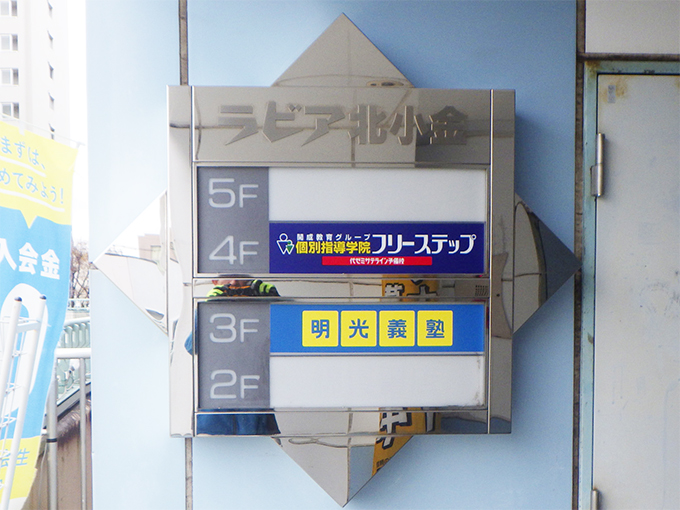 ラビア北小金
5F
4F
開成教育グループ
個別指導学院フリーステップ
代ゼミサテライン予備校
3F
明光義塾
2F
まずは、
めてみよう!
入会金